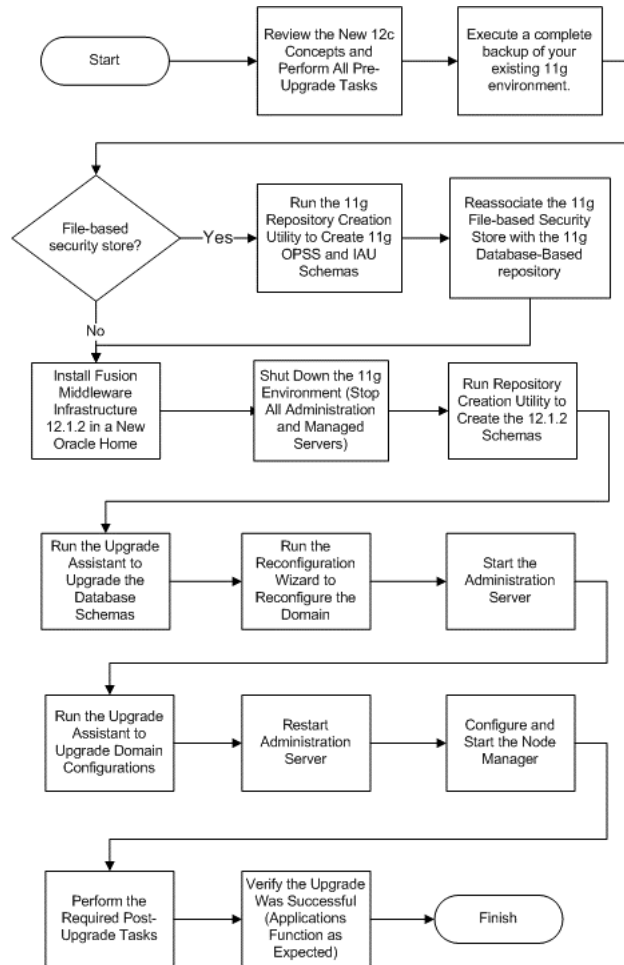 Start
Review the New 12c
Concepts and
Perform All Pre-
Upgrade Tasks
Execute a complete
backup of your
existing 11g
environment.
File-based
security store?
Yes
Run the 11g
Repository Creation
Utility to Create 11g
OPSS and IAU
Schemas
Reassociate the 11g
File-based Security
Store with the 11g
Database-Based
repository
No
Install Fusion
Middleware
Infrastructure
12.1.2 in a New
Oracle Home
Shut Down the 11g
Environment (Stop
All Administration
and Managed
Servers)
Run Repository
Creation Utility to
Create the 12.1.2
Schemas
Run the Upgrade
Assistant to
Upgrade the
Database
Schemas
Run the
Reconfiguration
Wizard to
Reconfigure the
Domain
Start the
Administration
Server
Run the Upgrade
Assistant to
Upgrade Domain
Configurations
Restart
Administration
Server
Configure and
Start the Node
Manager
Perform the
Required Post-
Upgrade Tasks
Verify the Upgrade
Was Successful
(Applications
Function as
Expected)
Finish